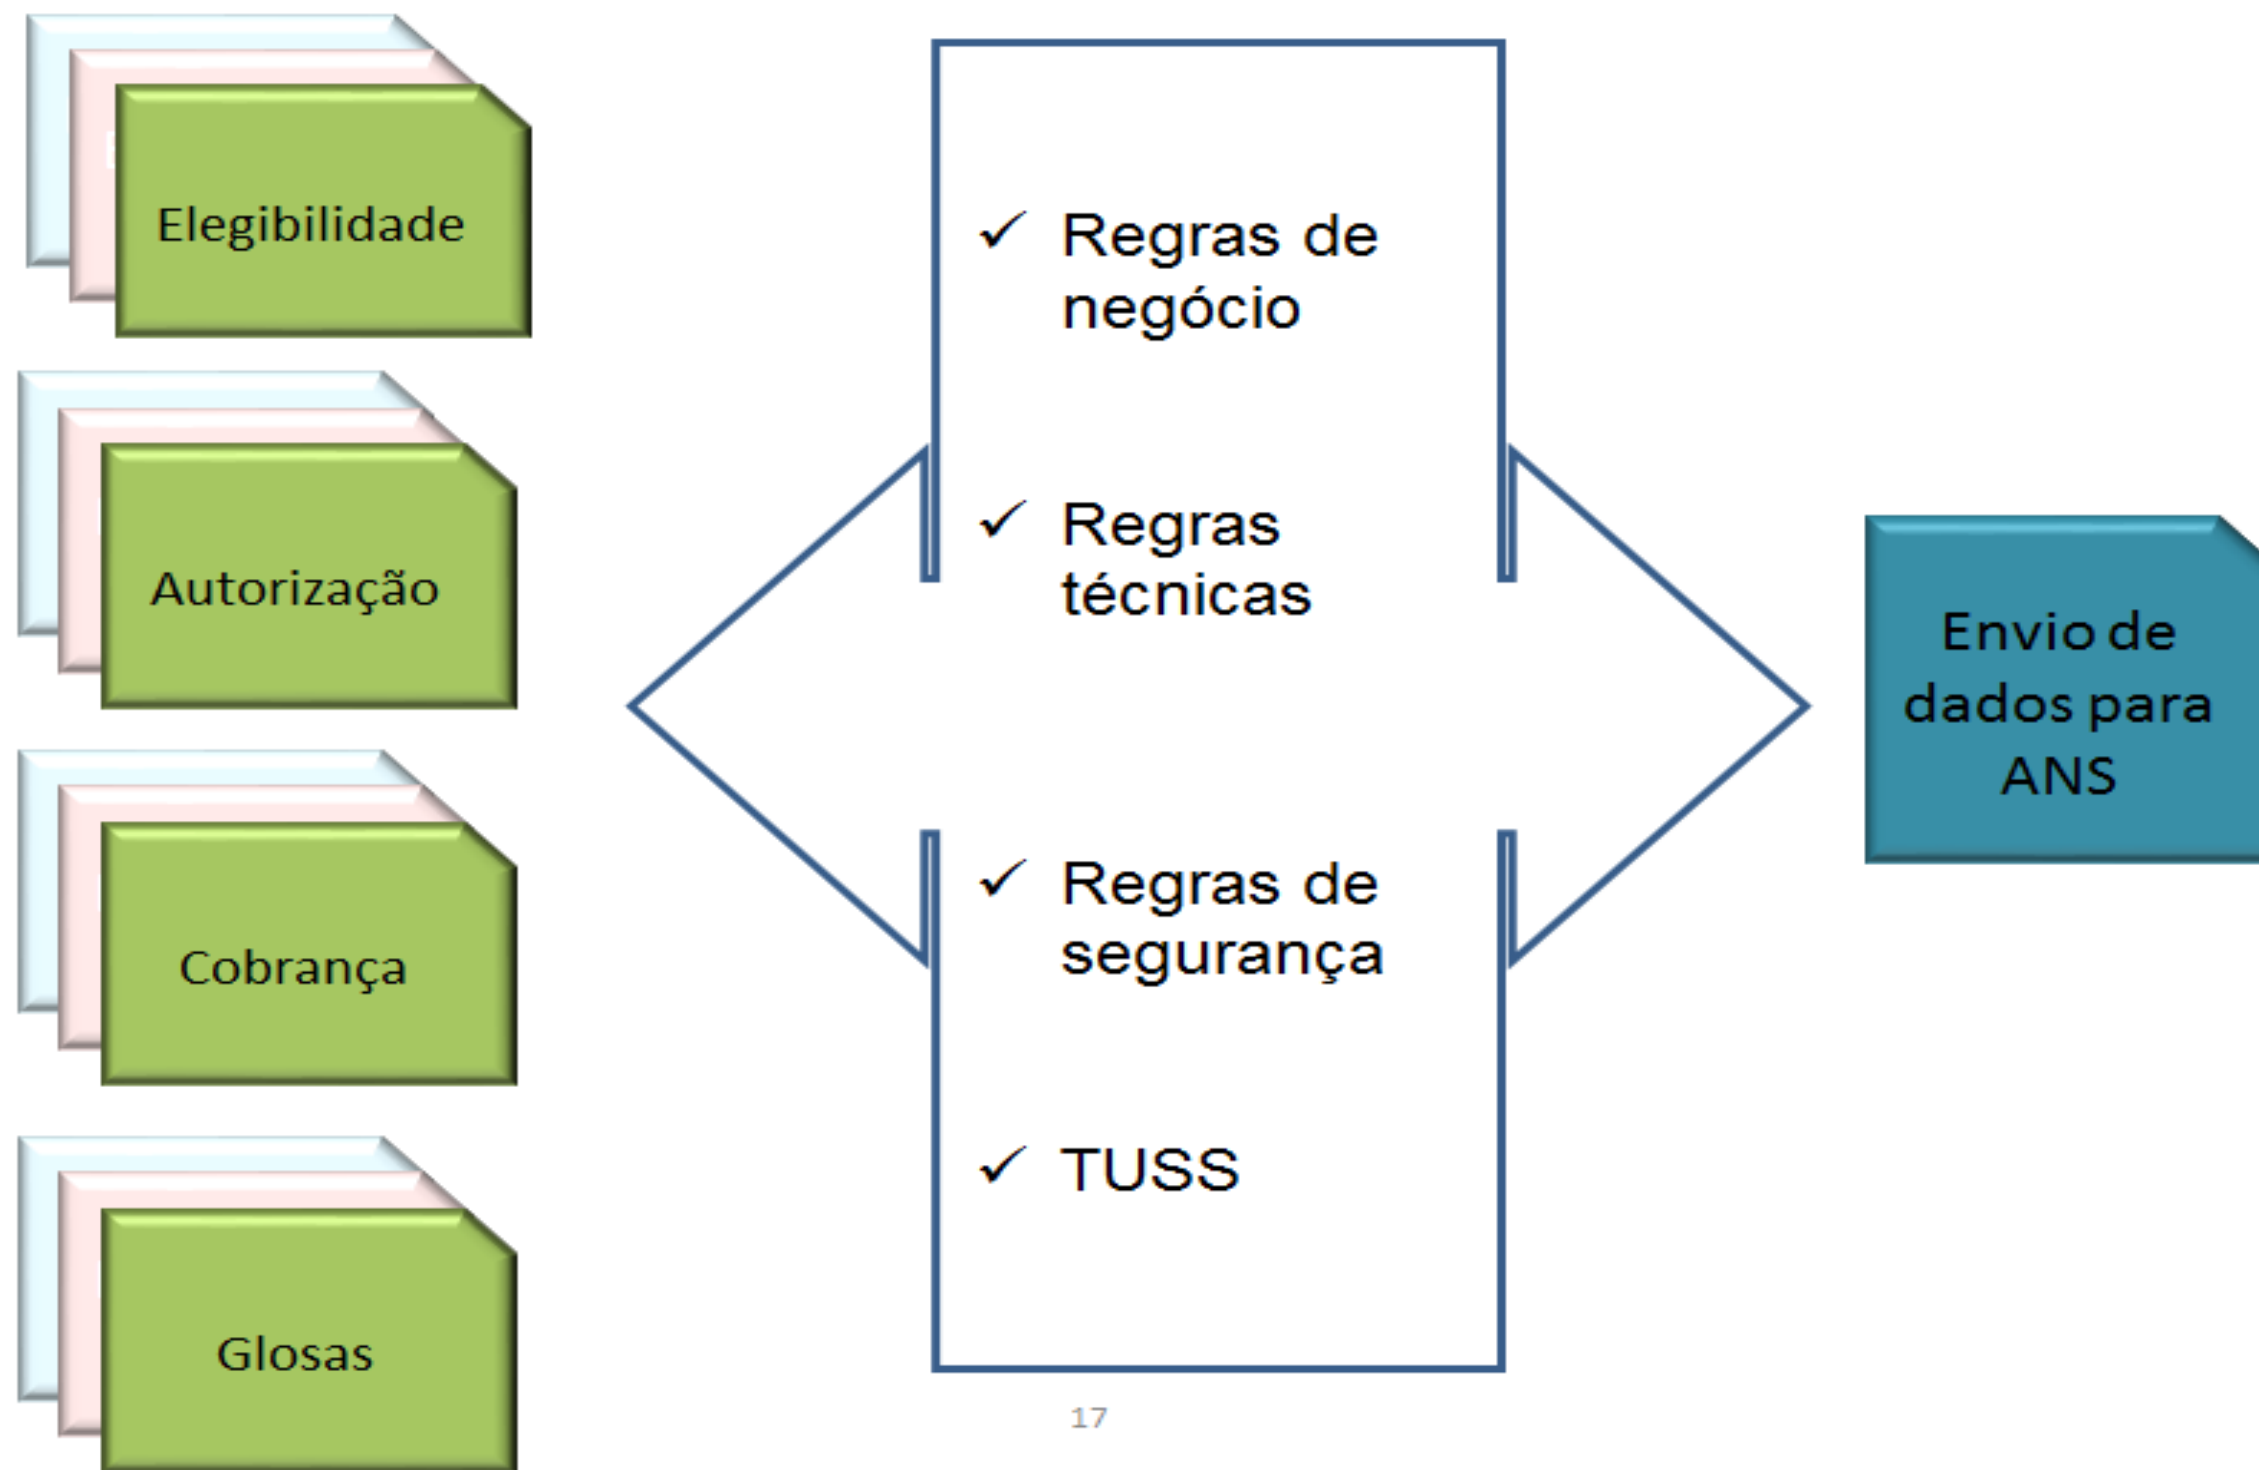 Elegibilidade
Autorização
Cobrança
Glosas
✓ Regras de
negócio
✓ Regras
técnicas
✓ Regras de
segurança
✓ TUSS
Envio de
dados para
ANS
17